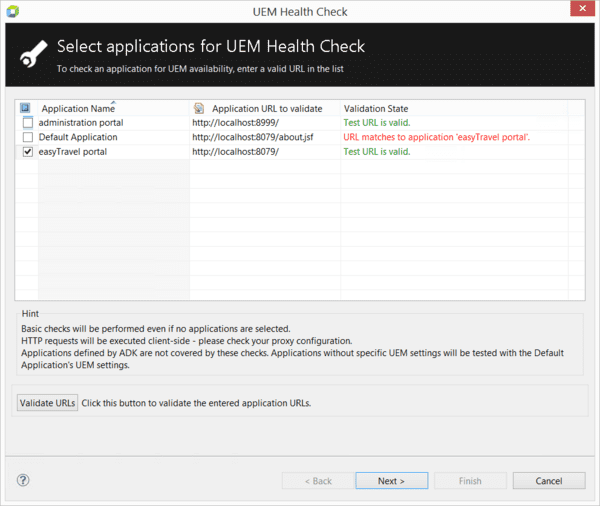 UEM Health Check
Select applications for UEM Health Check
To check an application for UEM availability, enter a valid URL in the list
Application Name Application URL to validate Validation State
administration portal http://localhost:8999/ Test URL is valid.
Default Application http://localhost:8079/about.jsf URL matches to application 'easyTravel portal'.
easyTravel portal http://localhost:8079/ Test URL is valid.
Hint
Basic checks will be performed even if no applications are selected.
HTTP requests will be executed client-side - please check your proxy configuration.
Applications defined by ADK are not covered by these checks. Applications without specific UEM settings will be tested with the Default
Application's UEM settings.
Validate URLs Click this button to validate the entered application URLs.
? < Back Next > Finish Cancel